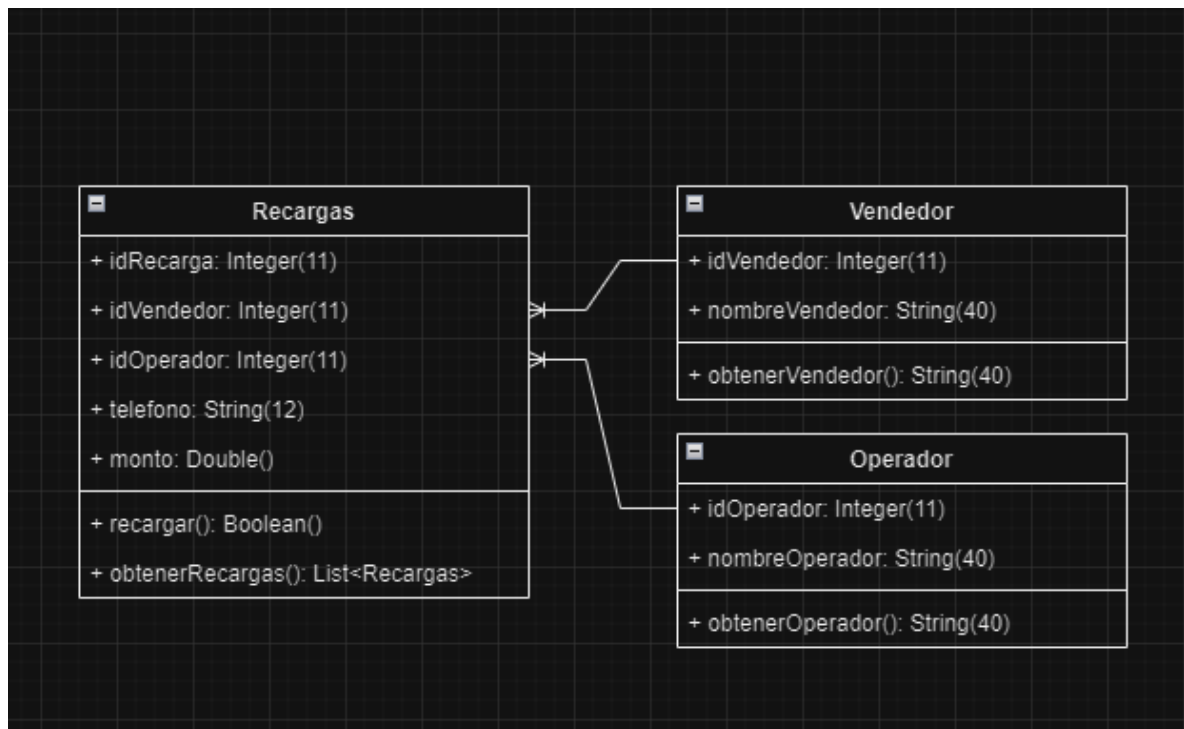 Recargas
+ idRecarga: Integer(11)
+ idVendedor: Integer(11)
+ idOperador: Integer(11)
+ telefono: String(12)
+ monto: Double()
+ recargar(): Boolean()
+ obtenerRecargas(): List<Recargas>
Vendedor
+ idVendedor: Integer(11)
+ nombreVendedor: String(40)
+ obtenerVendedor(): String(40)
Operador
+ idOperador: Integer(11)
+ nombreOperador: String(40)
+ obtenerOperador(): String(40)